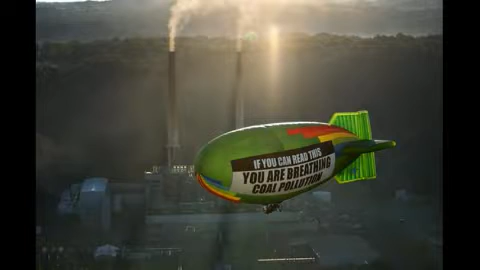 IF YOU CAN READ THIS
YOU ARE BREATHING
COAL POLLUTION